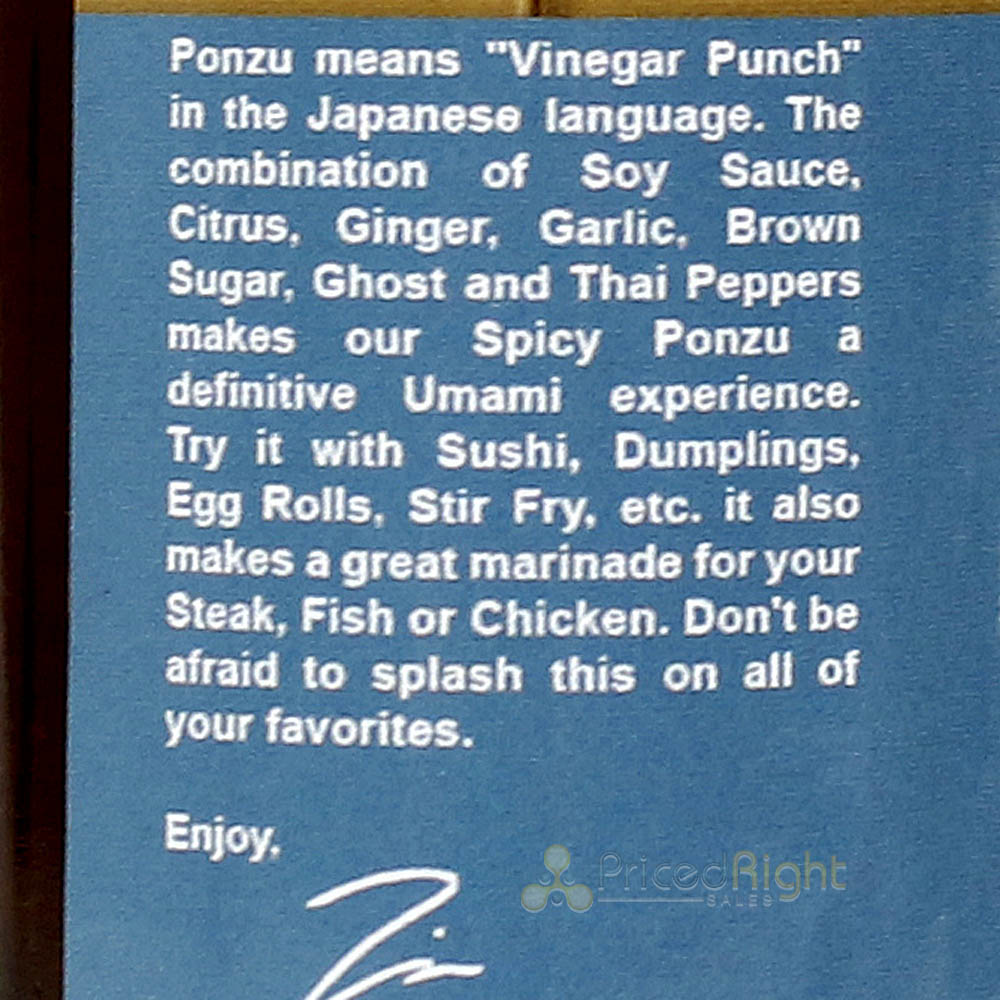 Ponzu means "Vinegar Punch"
in the Japanese language. The
combination of Soy Sauce,
Citrus, Ginger, Garlic, Brown
Sugar, Ghost and Thai Peppers
makes our Spicy Ponzu a
definitive Umami experience.
Try it with Sushi, Dumplings,
Egg Rolls, Stir Fry, etc. it also
makes a great marinade for your
Steak, Fish or Chicken. Don't be
afraid to splash this on all of
your favorites.
Enjoy,
PricedRight
SALES